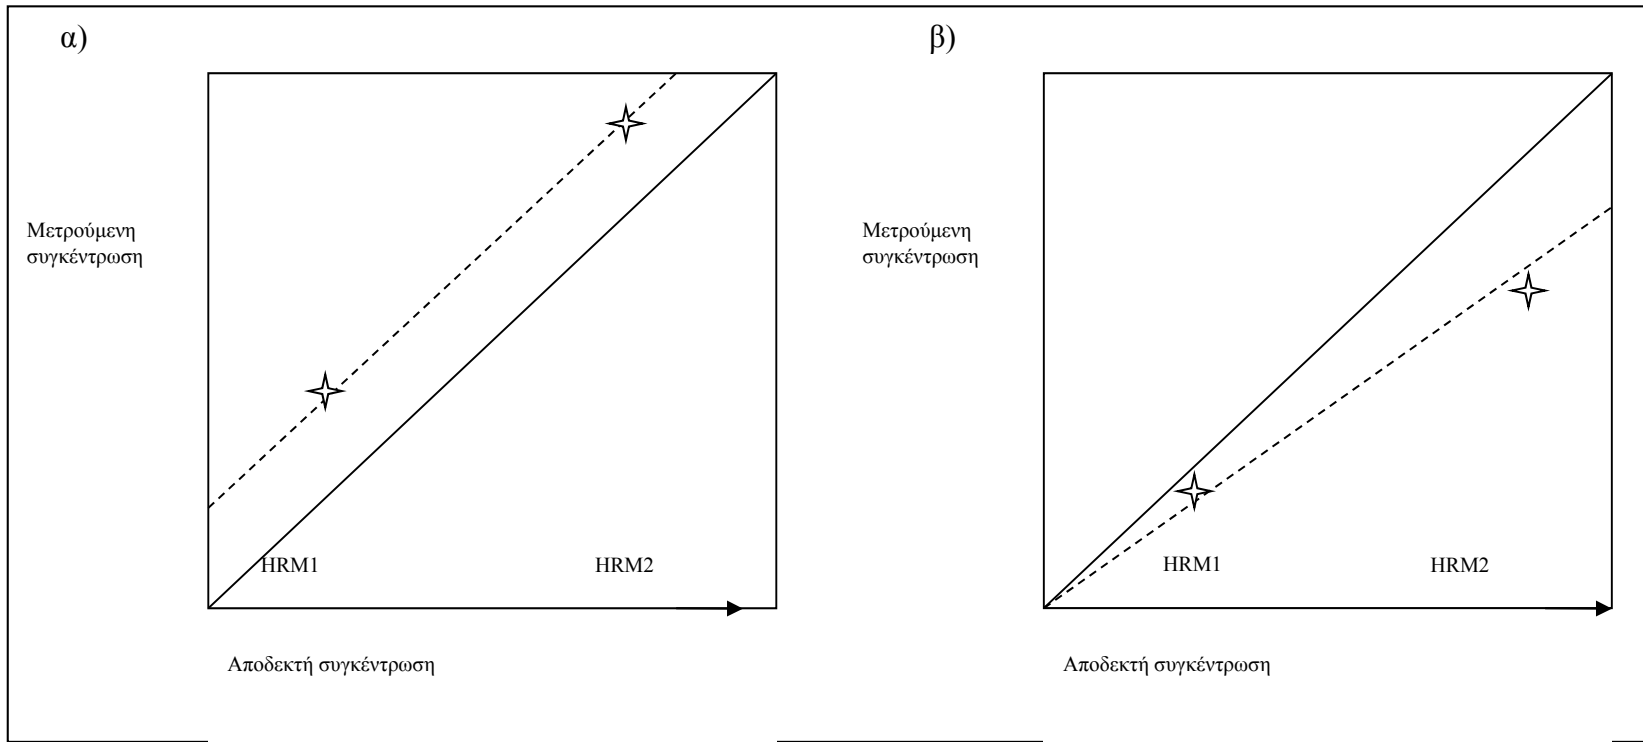 α)
β)
Μετρούμενη
συγκέντρωση
Μετρούμενη
συγκέντρωση
HRM1
HRM2
HRM1
HRM2
Αποδεκτή συγκέντρωση
Αποδεκτή συγκέντρωση